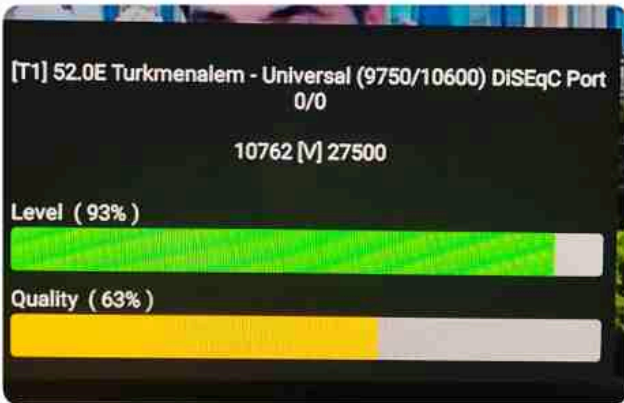 [T1] 52.0E Turkmenalem - Universal (9750/10600) DiSEqC Port
0/0
10762 [V] 27500
Level ( 93% )
Quality ( 63% )